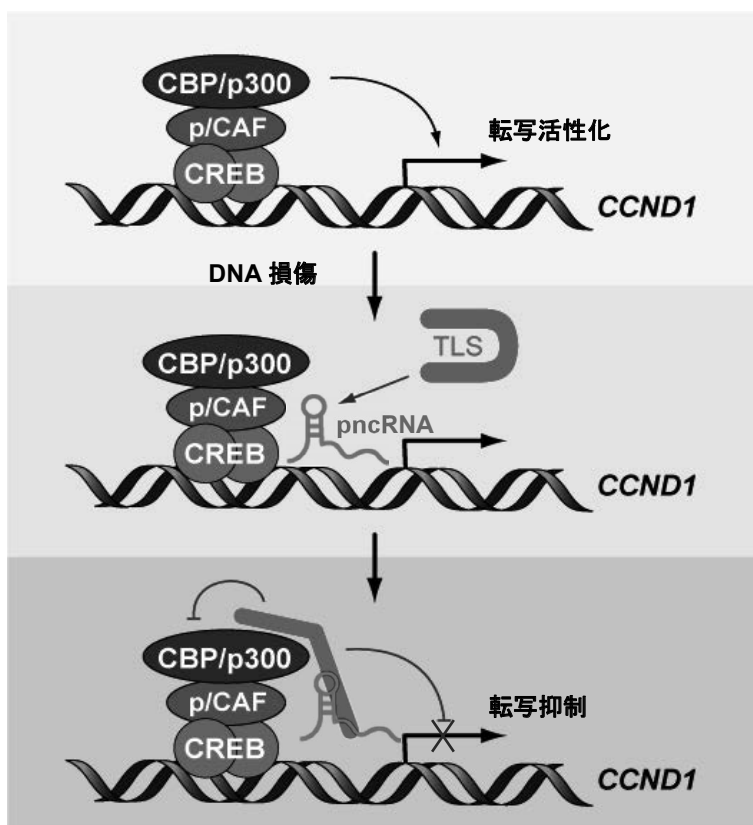 CBP/p300
p/CAF
CREB
転写活性化
CCND1
DNA 損傷
TLS
CBP/p300
p/CAF
pncRNA
CREB
CCND1
CBP/p300
p/CAF
CREB
転写抑制
CCND1